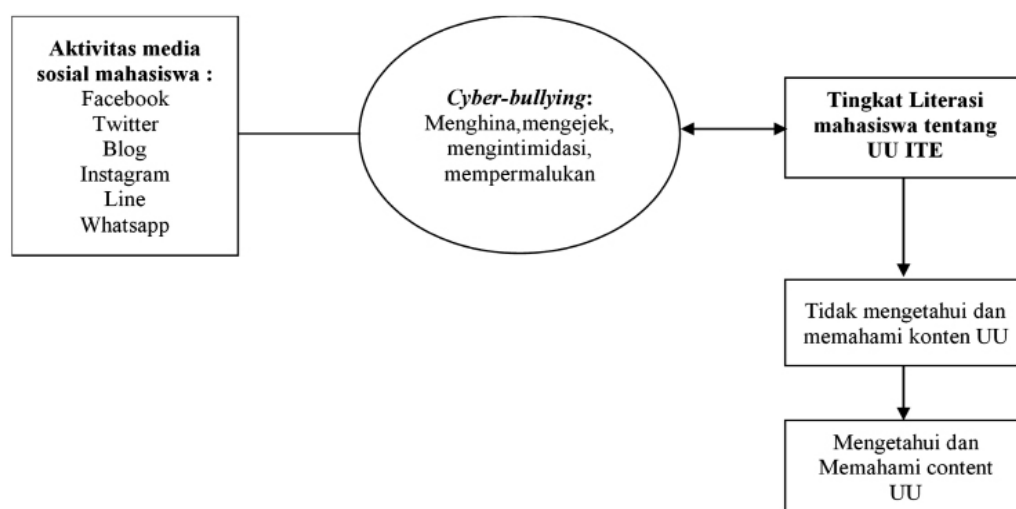 Aktivitas media
sosial mahasiswa :
Facebook
Twitter
Blog
Instagram
Line
Whatsapp
Cyber-bullying:
Menghina,mengejek,
mengintimidasi,
mempermalukan
Tingkat Literasi
mahasiswa tentang
UU ITE
Tidak mengetahui dan
memahami konten UU
Mengetahui dan
Memahami content
UU